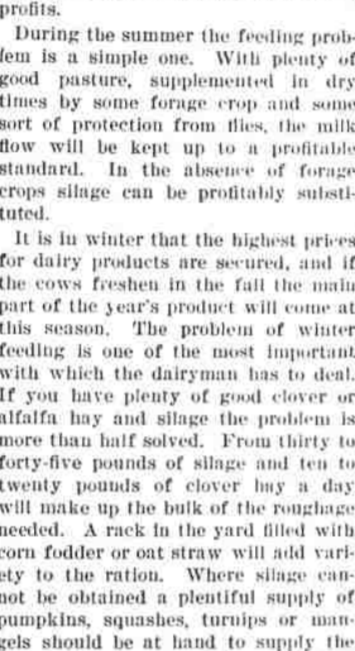 profits.
During the summer the feeding prob-
lem is a simple one. With plenty of
good pasture, supplemented in dry
times by some forage crop and some
sort of protection from flies, the milk
flow will be kept up to a profitable
standard. In the absence of forage
crops silage can be profitably substi-
tuted.
It is in winter that the highest prices
for dairy products are secured, and if
the cows freshen in the fall the main
part of the year's product will come at
this season. The problem of winter
feeding is one of the most important
with which the dairyman has to deal.
If you have plenty of good clover or
alfalfa hay and silage the problem is
more than half solved. From thirty to
forty-five pounds of silage and ten to
twenty pounds of clover hay a day
will make up the bulk of the roughage
needed. A rack in the yard filled with
corn fodder or oat straw will add vari-
ety to the ration. Where silage can-
not be obtained a plentiful supply of
pumpkins, squashes, turnips or man-
gels should be at hand to supply the